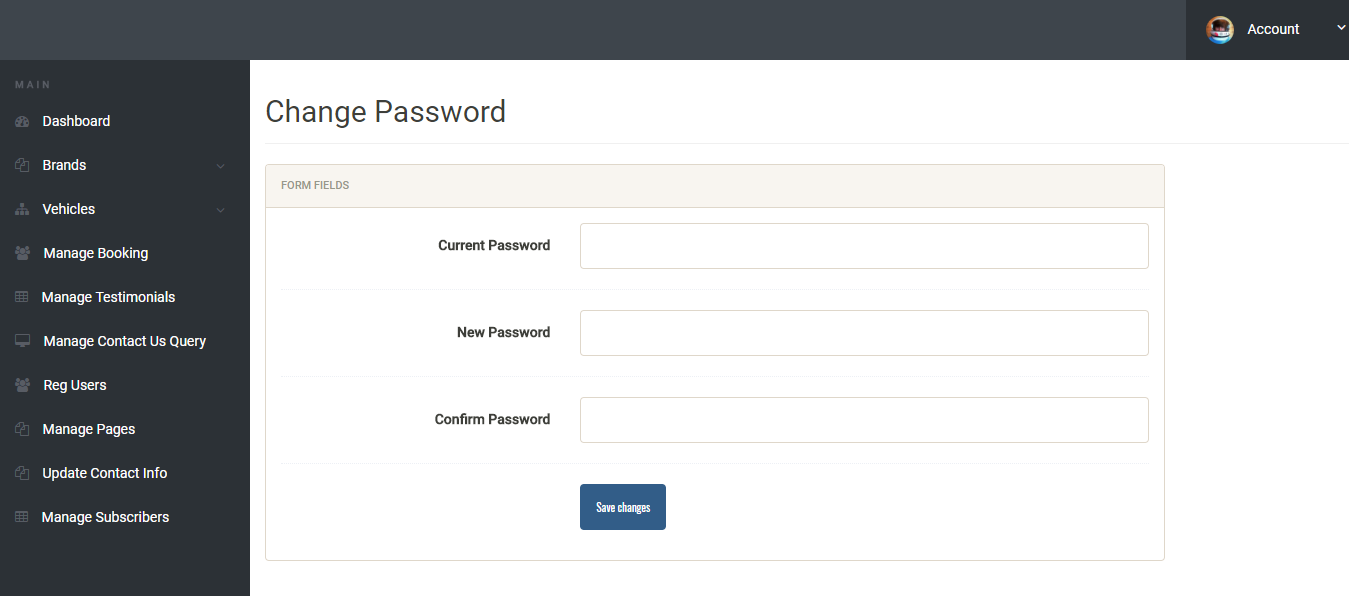 Account
MAIN
Dashboard
Brands
Vehicles
Manage Booking
Manage Testimonials
Manage Contact Us Query
Reg Users
Manage Pages
Update Contact Info
Manage Subscribers
Change Password
FORM FIELDS
Current Password
New Password
Confirm Password
Save changes